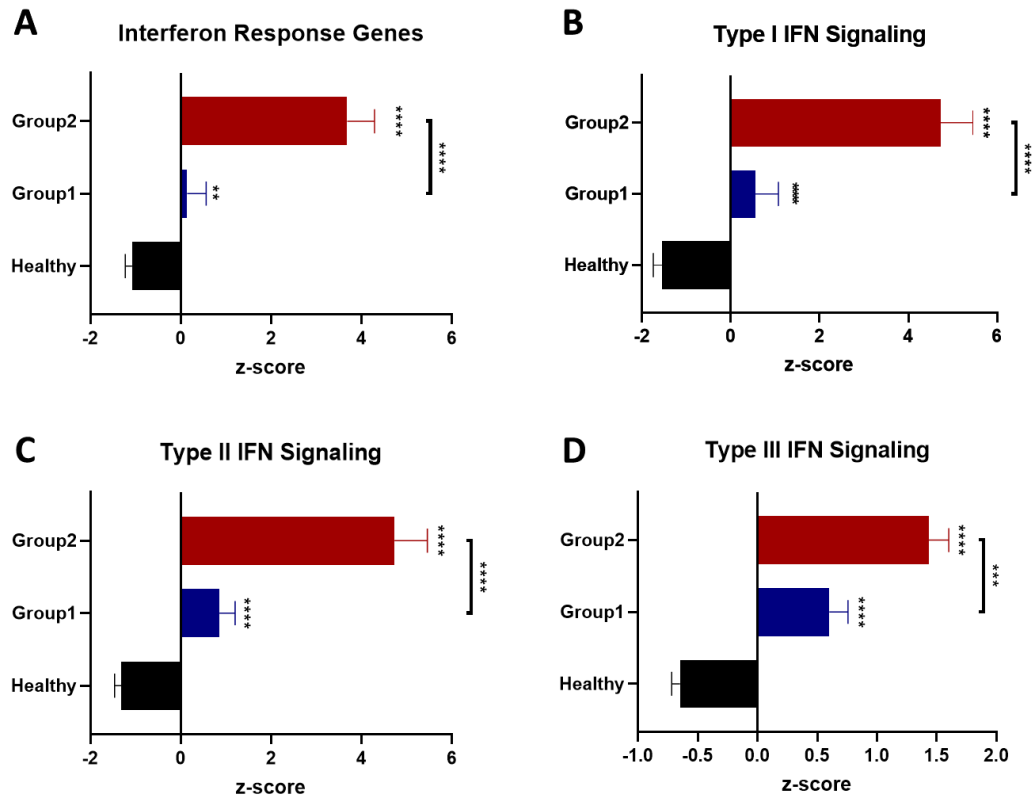 A
Interferon Response Genes
Group2
****
****
Group1
**
Healthy
-2 0 2 4 6
z-score
B
Type I IFN Signaling
Group2
****
****
Group1
Healthy
-2 0 2 4 6
z-score
C
Type II IFN Signaling
Group2
****
****
Group1
****
Healthy
-2 0 2 4 6
z-score
D
Type III IFN Signaling
Group2
****
***
Group1
****
Healthy
-1.0 -0.5 0.0 0.5 1.0 1.5 2.0
z-score